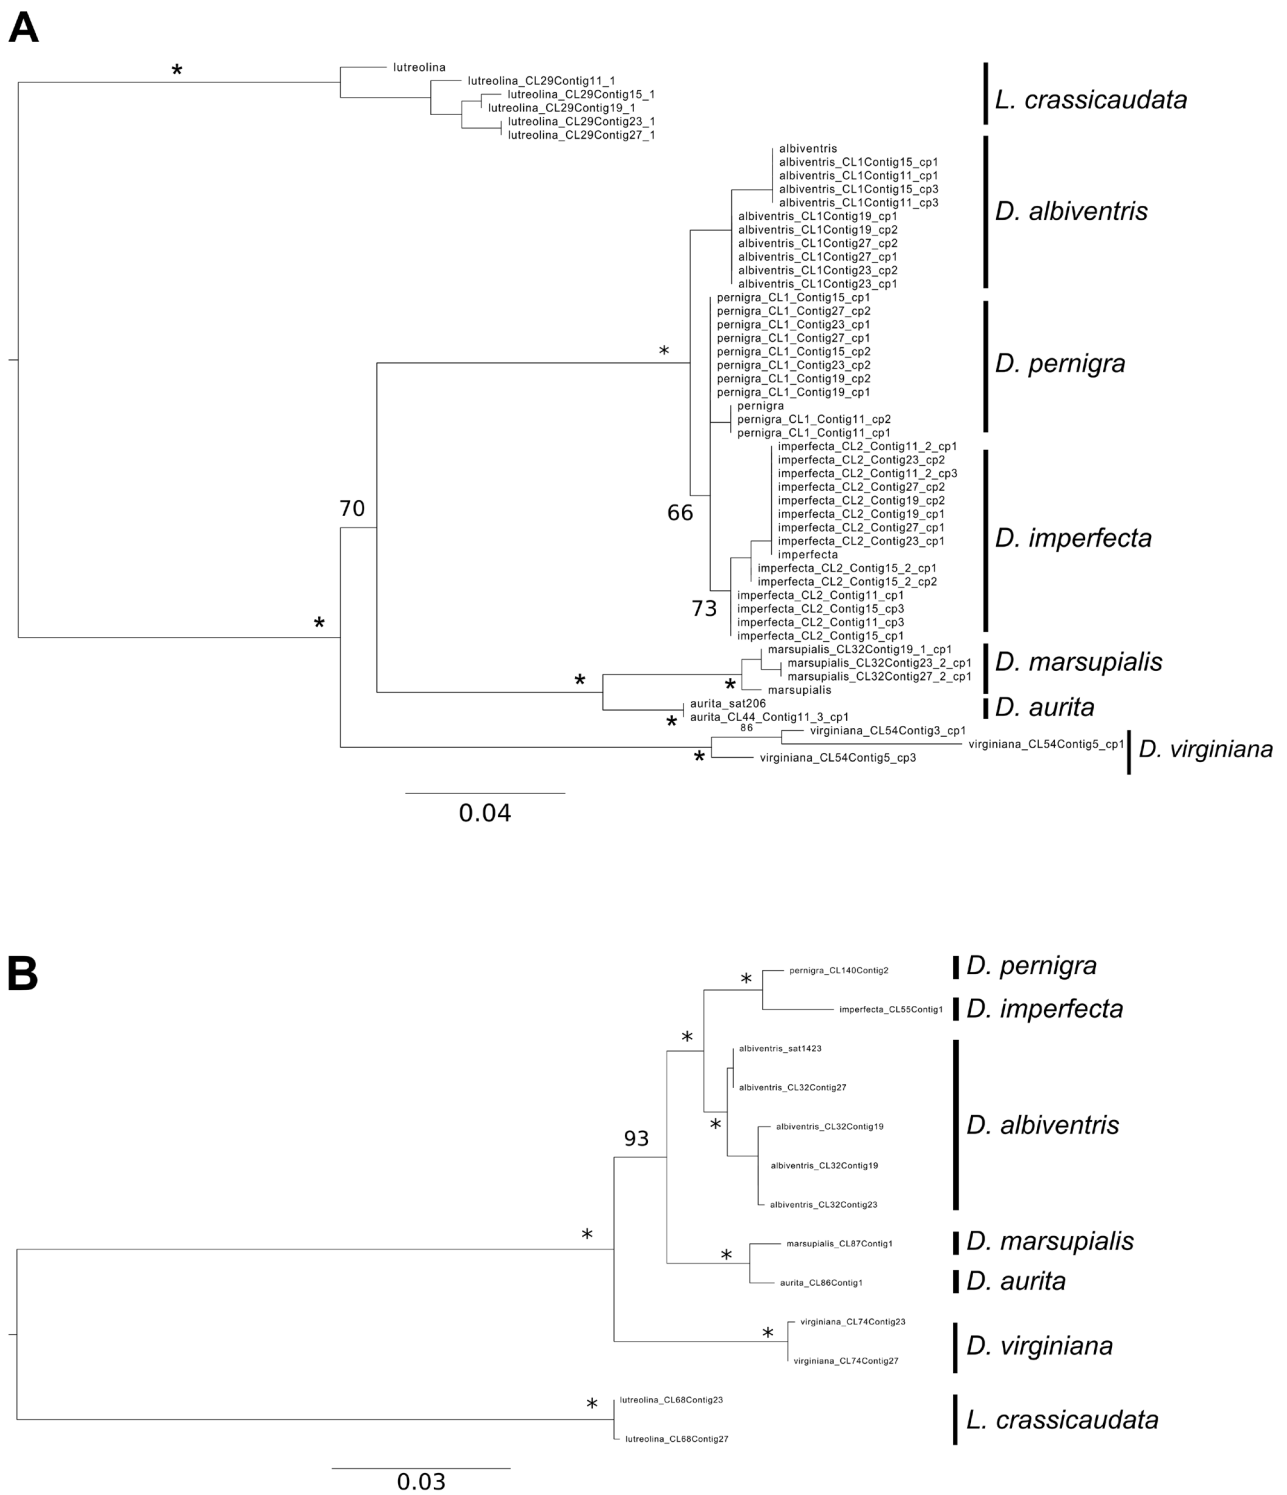 A
*
lutreolina
lutreolina_CL29Contig11_1
lutreolina_CL29Contig15_1
lutreolina_CL29Contig19_1
lutreolina_CL29Contig23_1
lutreolina_CL29Contig27_1
L. crassicaudata
albiventris
albiventris_CL1Contig15_cp1
albiventris_CL1Contig11_cp1
albiventris_CL1Contig15_cp3
albiventris_CL1Contig11_cp3
albiventris_CL1Contig19_cp1
albiventris_CL1Contig19_cp2
albiventris_CL1Contig27_cp2
albiventris_CL1Contig27_cp1
albiventris_CL1Contig23_cp2
albiventris_CL1Contig23_cp1
D. albiventris
pernigra_CL1_Contig15_cp1
pernigra_CL1_Contig27_cp2
pernigra_CL1_Contig23_cp1
pernigra_CL1_Contig27_cp1
pernigra_CL1_Contig15_cp2
pernigra_CL1_Contig23_cp2
pernigra_CL1_Contig19_cp2
pernigra_CL1_Contig19_cp1
pernigra
pernigra_CL1_Contig11_cp2
pernigra_CL1_Contig11_cp1
D. pernigra
*
imperfecta_CL2_Contig11_2_cp1
imperfecta_CL2_Contig23_cp2
imperfecta_CL2_Contig11_2_cp3
imperfecta_CL2_Contig27_cp2
imperfecta_CL2_Contig19_cp2
imperfecta_CL2_Contig19_cp1
imperfecta_CL2_Contig27_cp1
imperfecta_CL2_Contig23_cp1
imperfecta
imperfecta_CL2_Contig15_2_cp1
imperfecta_CL2_Contig15_2_cp2
imperfecta_CL2_Contig11_cp1
imperfecta_CL2_Contig15_cp3
imperfecta_CL2_Contig11_cp3
imperfecta_CL2_Contig15_cp1
D. imperfecta
70
66
73
*
marsupialis_CL32Contig19_1_cp1
marsupialis_CL32Contig23_2_cp1
marsupialis_CL32Contig27_2_cp1
marsupialis
D. marsupialis
*
*
aurita_sat206
aurita_CL44_Contig11_3_cp1
D. aurita
*
86
virginiana_CL54Contig3_cp1
virginiana_CL54Contig5_cp1
virginiana_CL54Contig5_cp3
D. virginiana
*
0.04
B
*
pernigra_CL140Contig2
D. pernigra
imperfecta_CL55Contig1
D. imperfecta
*
albiventris_sat1423
albiventris_CL32Contig27
albiventris_CL32Contig19
albiventris_CL32Contig19
albiventris_CL32Contig23
D. albiventris
*
93
*
marsupialis_CL87Contig1
D. marsupialis
*
aurita_CL86Contig1
D. aurita
virginiana_CL74Contig23
virginiana_CL74Contig27
D. virginiana
*
*
lutreolina_CL68Contig23
lutreolina_CL68Contig27
L. crassicaudata
0.03